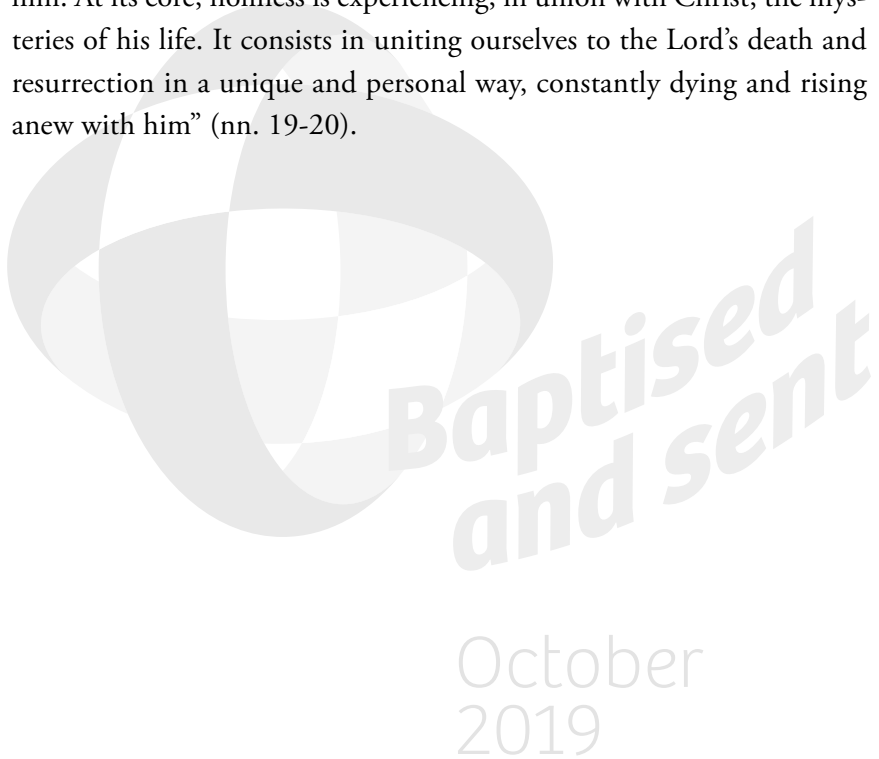 him. At its core, holiness is experiencing, in union with Christ, the mys-
teries of his life. It consists in uniting ourselves to the Lord’s death and
resurrection in a unique and personal way, constantly dying and rising
anew with him” (nn. 19-20).
Baptised
and sent
October
2019